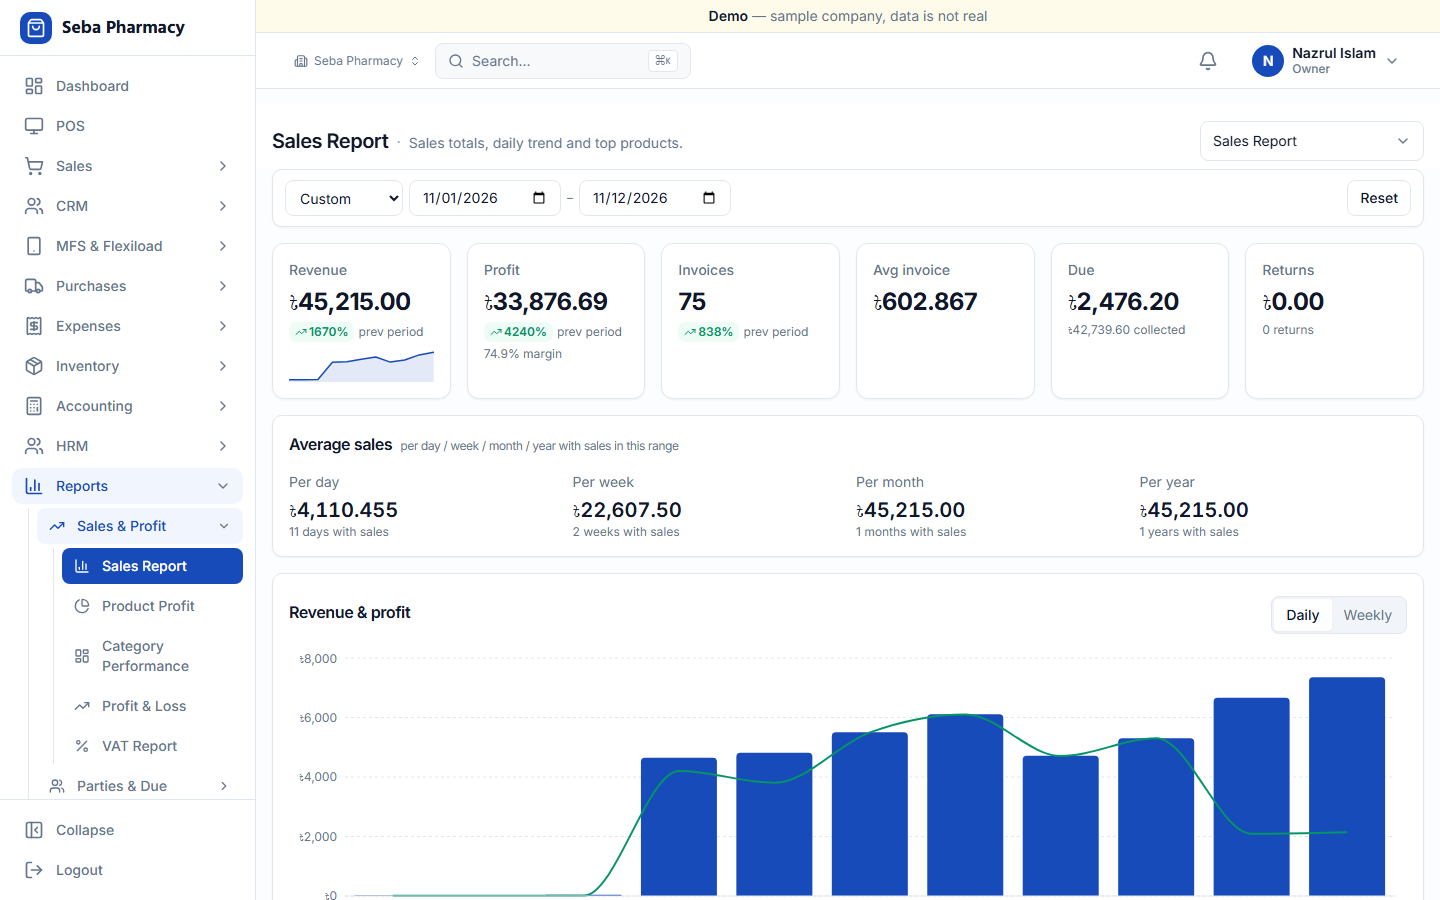 Seba Pharmacy
Demo — sample company, data is not real
Seba Pharmacy
Search...
⌘K
N
Nazrul Islam
Owner
Dashboard
POS
Sales
CRM
MFS & Flexiload
Purchases
Expenses
Inventory
Accounting
HRM
Reports
Sales & Profit
Sales Report
Product Profit
Category
Performance
Profit & Loss
VAT Report
Parties & Due
Collapse
Logout
Sales Report · Sales totals, daily trend and top products.
Sales Report
Custom
11/01/2026
–
11/12/2026
Reset
Revenue
৳45,215.00
1670% prev period
Profit
৳33,876.69
4240% prev period
74.9% margin
Invoices
75
838% prev period
Avg invoice
৳602.867
Due
৳2,476.20
৳42,739.60 collected
Returns
৳0.00
0 returns
Average sales per day / week / month / year with sales in this range
Per day
৳4,110.455
11 days with sales
Per week
৳22,607.50
2 weeks with sales
Per month
৳45,215.00
1 months with sales
Per year
৳45,215.00
1 years with sales
Revenue & profit
Daily
Weekly
৳8,000
৳6,000
৳4,000
৳2,000
৳0